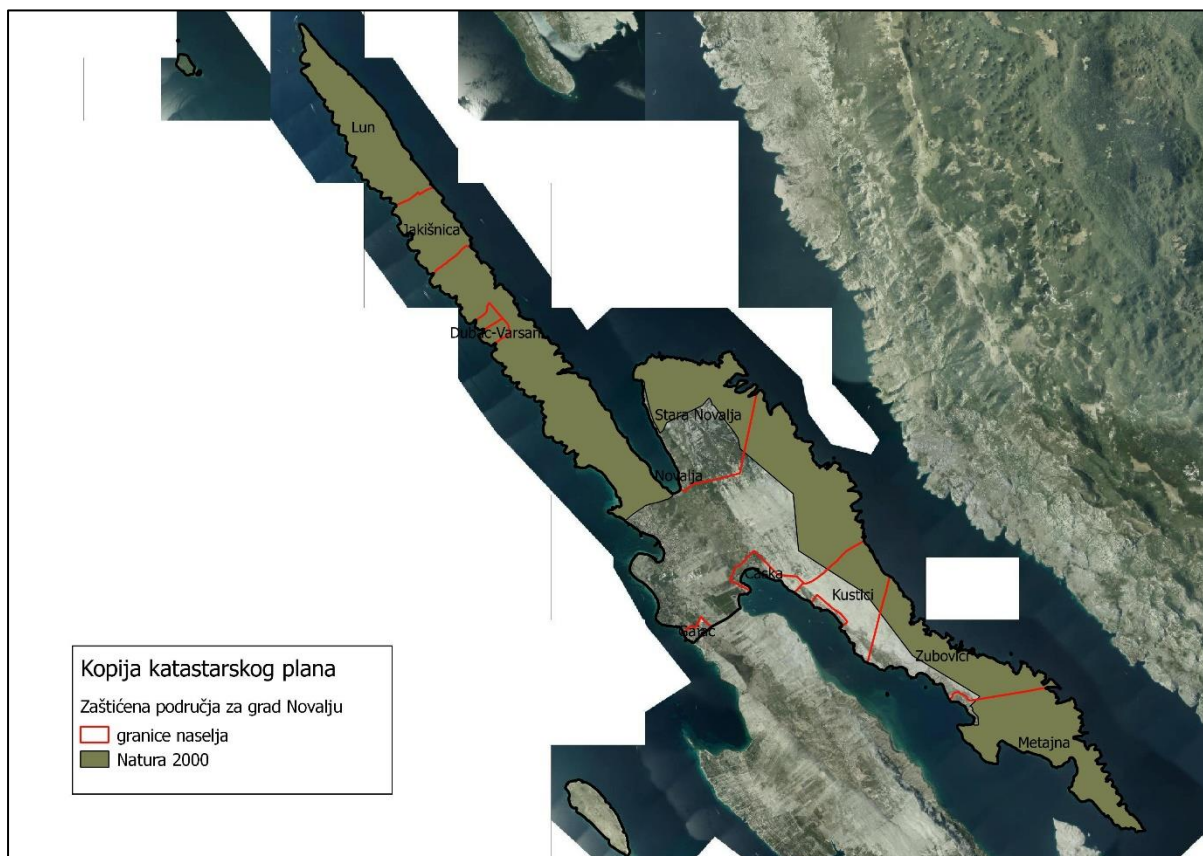 Lun
Jakišnica
Dubac-Varsan
Stara Novalja
Novalja
Caska
Kustici
Gajac
Zubovići
Metajna
Kopija katastarskog plana
Zaštićena područja za grad Novalju
granice naselja
Natura 2000